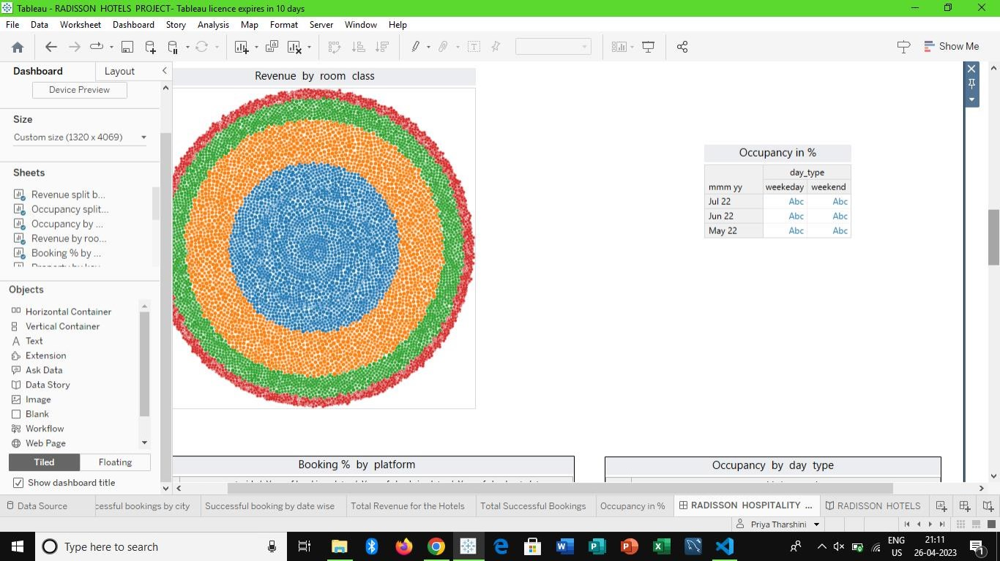 Tableau - RADISSON HOTELS PROJECT- Tableau licence expires in 10 days
File Data Worksheet Dashboard Story Analysis Map Format Server Window Help
Show Me
Dashboard Layout
Device Preview
Size
Custom size (1320 x 4069)
Sheets
Revenue split b...
Occupancy split...
Occupancy by ...
Revenue by roo...
Booking % by ...
Objects
Horizontal Container
Vertical Container
Text
Extension
Ask Data
Data Story
Image
Blank
Workflow
Web Page
Tiled Floating
Show dashboard title
Revenue by room class
Occupancy in %
day_type
mmm yy weekeday weekend
Jul 22 Abc Abc
Jun 22 Abc Abc
May 22 Abc Abc
Booking % by platform
Occupancy by day type
Data Source cessful bookings by city Successful booking by date wise Total Revenue for the Hotels Total Successful Bookings Occupancy in % RADISSON HOSPITALITY ... RADISSON HOTELS
Priya Tharshini
Type here to search
ENG
US
21:11
26-04-2023
1